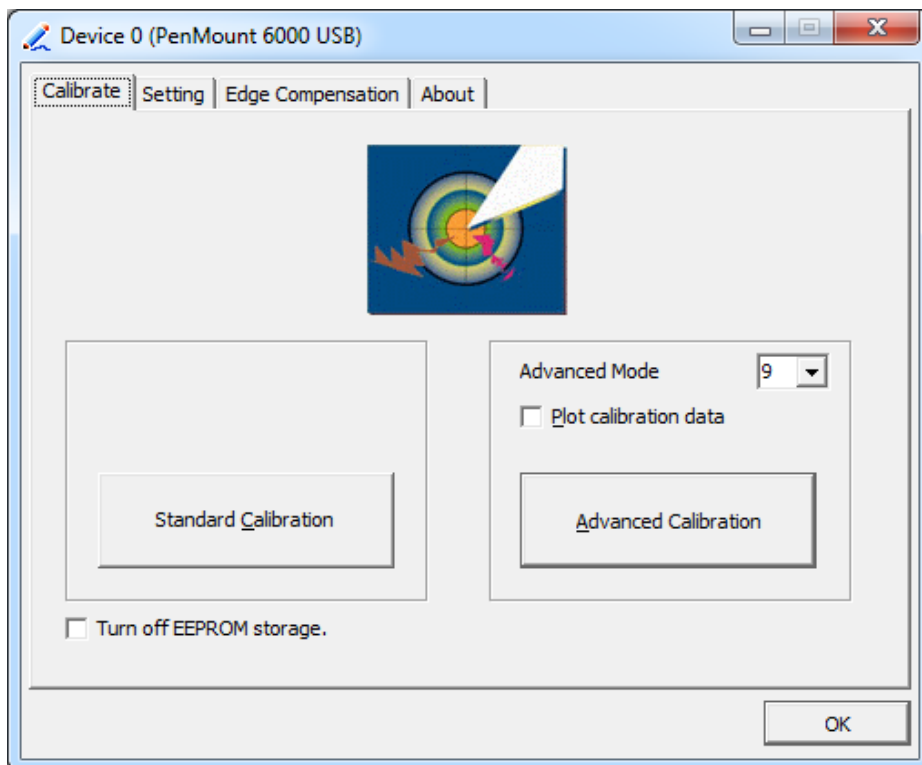 Device 0 (PenMount 6000 USB)
Calibrate Setting Edge Compensation About
Advanced Mode 9
Plot calibration data
Standard Calibration
Advanced Calibration
Turn off EEPROM storage.
OK